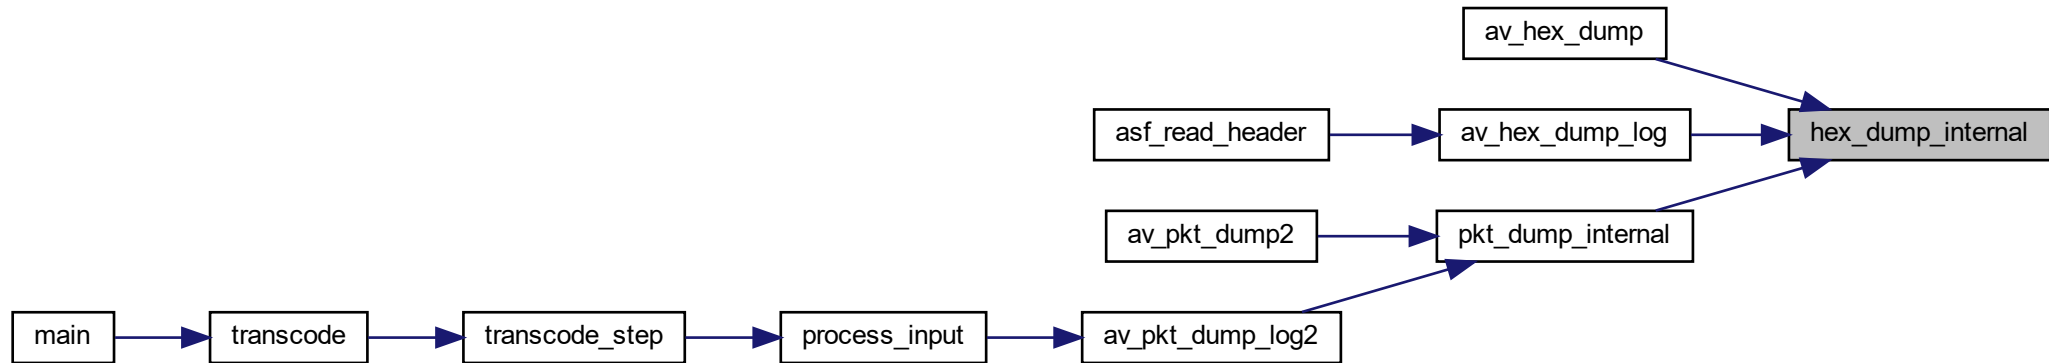 av_hex_dump
asf_read_header
av_hex_dump_log
hex_dump_internal
av_pkt_dump2
pkt_dump_internal
main
transcode
transcode_step
process_input
av_pkt_dump_log2